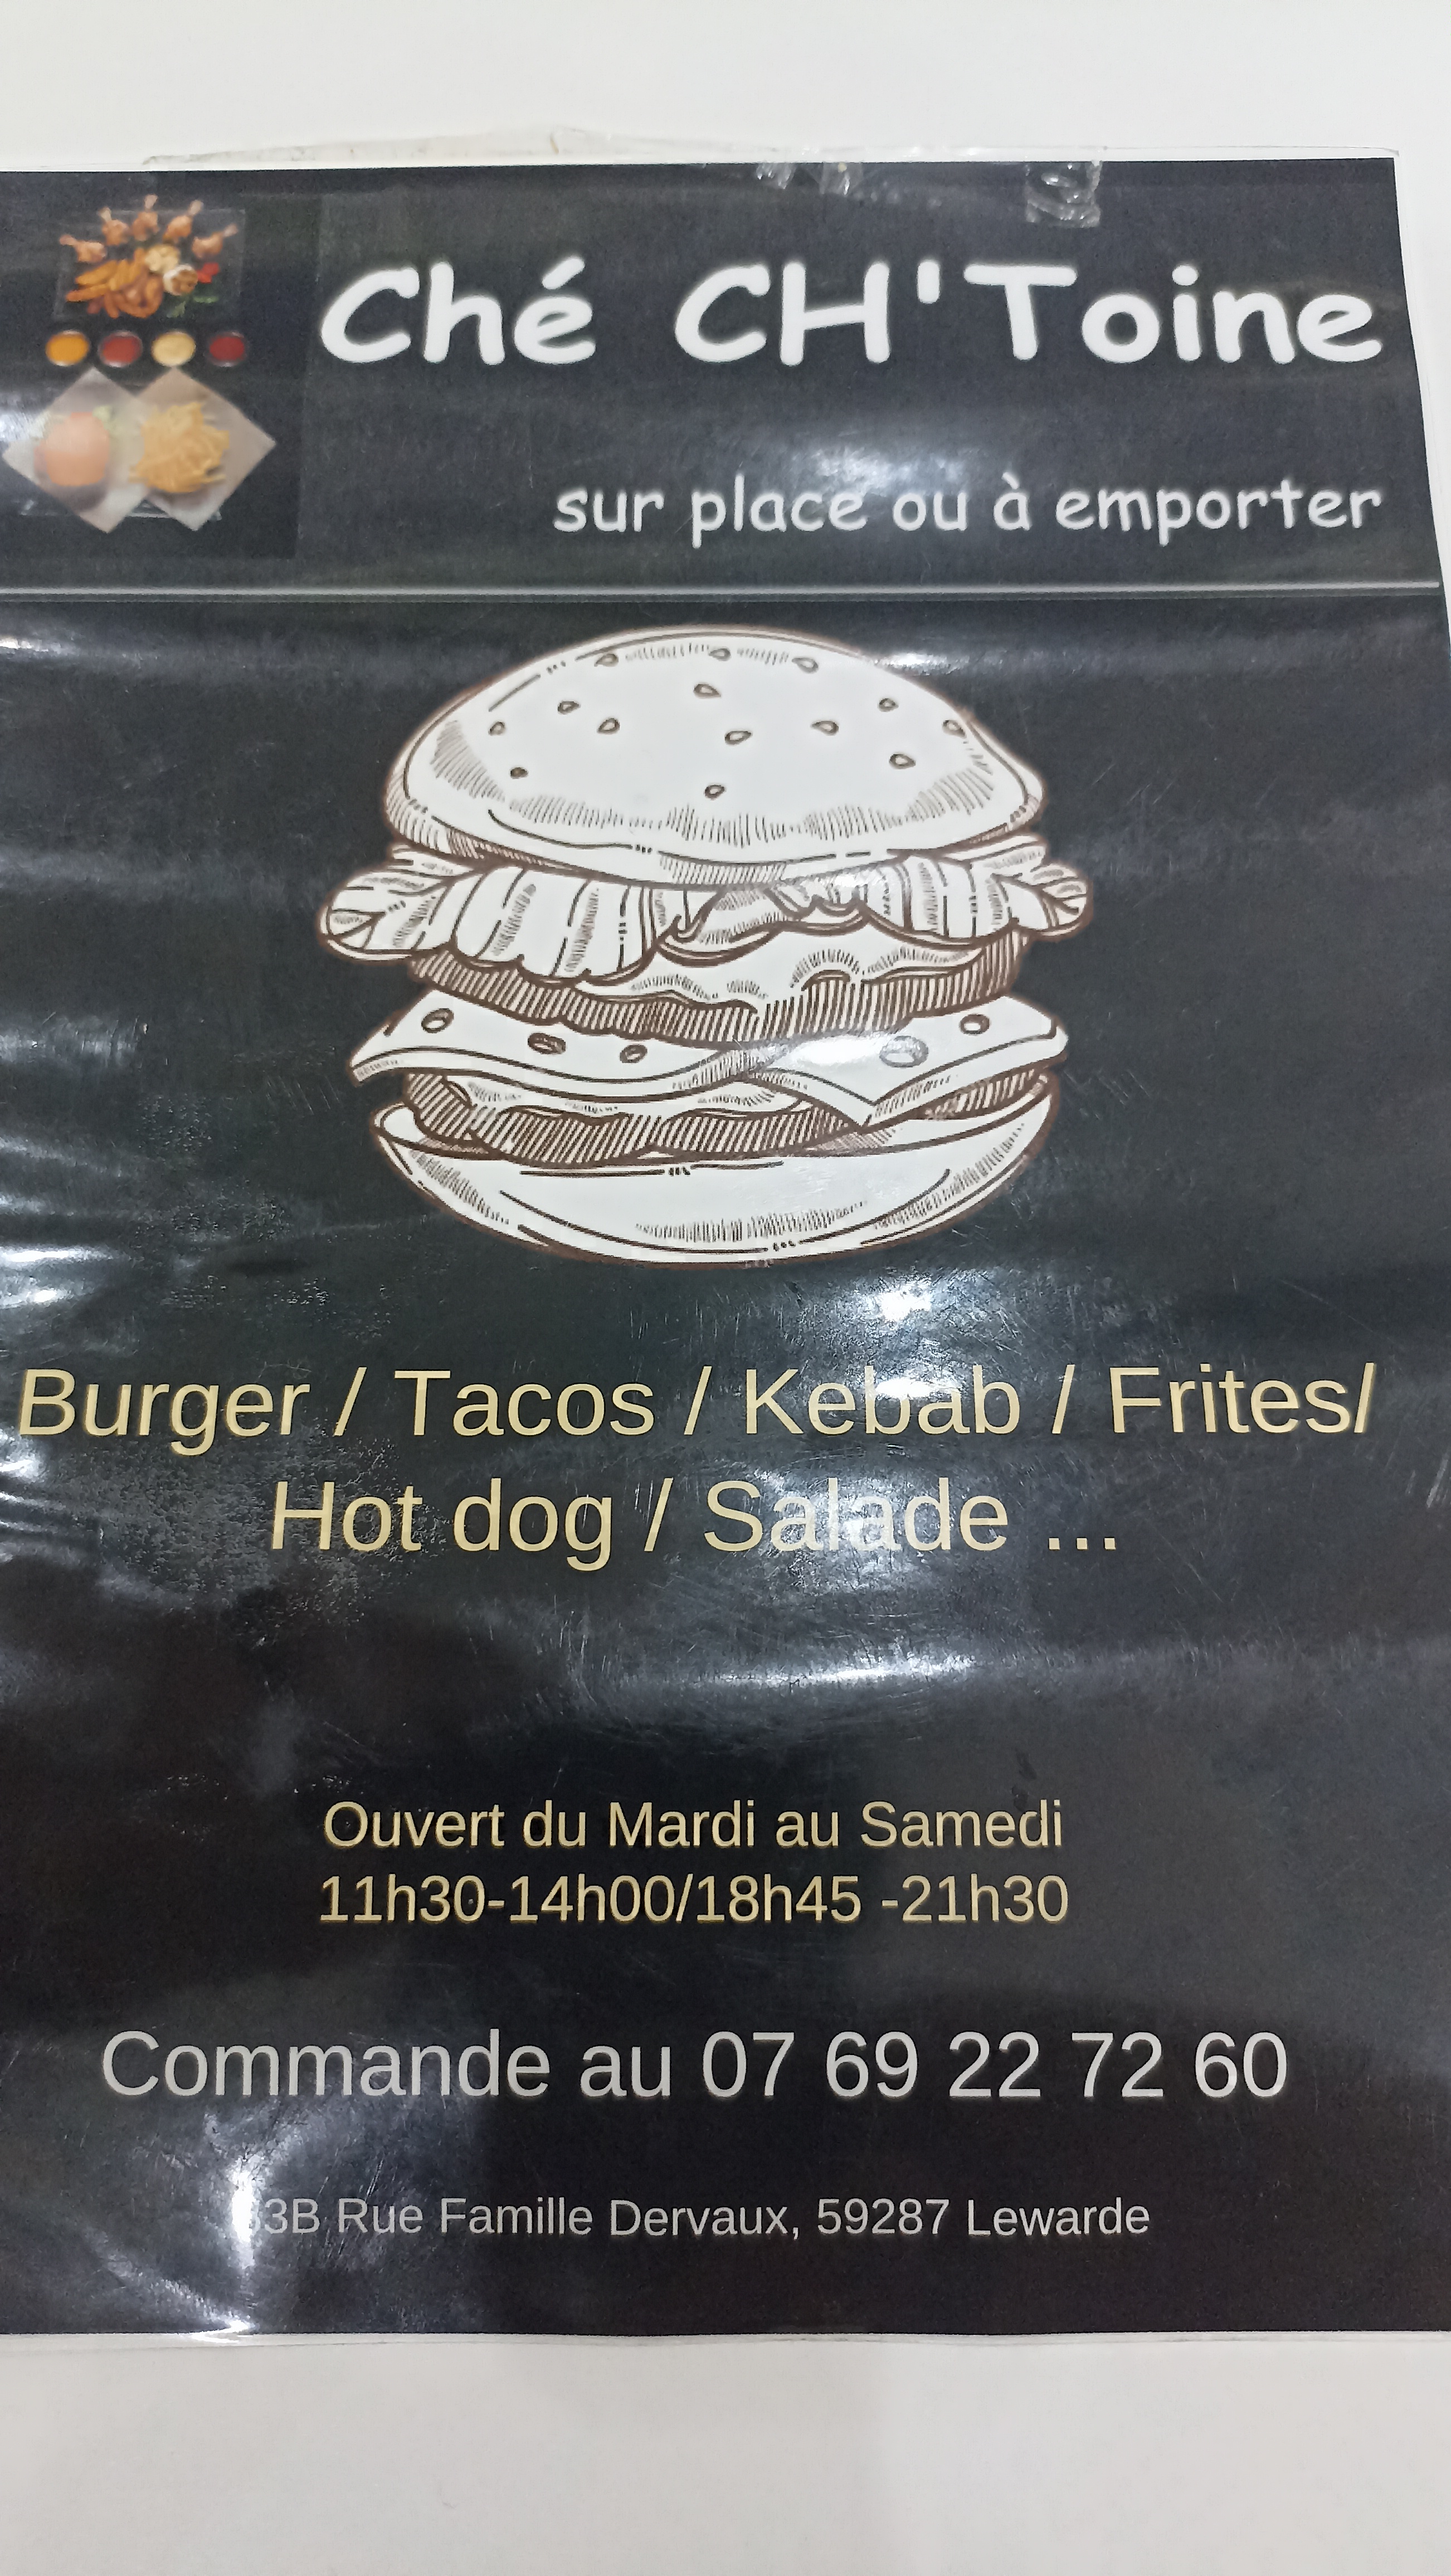 Ché CH'Toine
sur place ou à emporter
Burger / Tacos / Kebab / Frites/
Hot dog / Salade ...
Ouvert du Mardi au Samedi
11h30-14h00/18h45 -21h30
Commande au 07 69 22 72 60
Rue Famille Dervaux, 59287 Lewarde